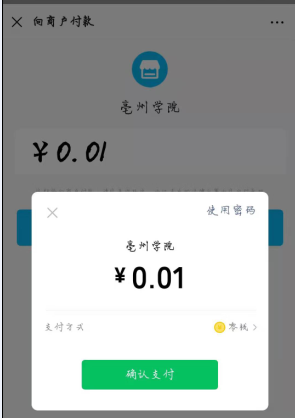 向商户付款
亳州学院
¥0.01
使用密码
亳州学院
¥0.01
支付方式
零钱
确认支付